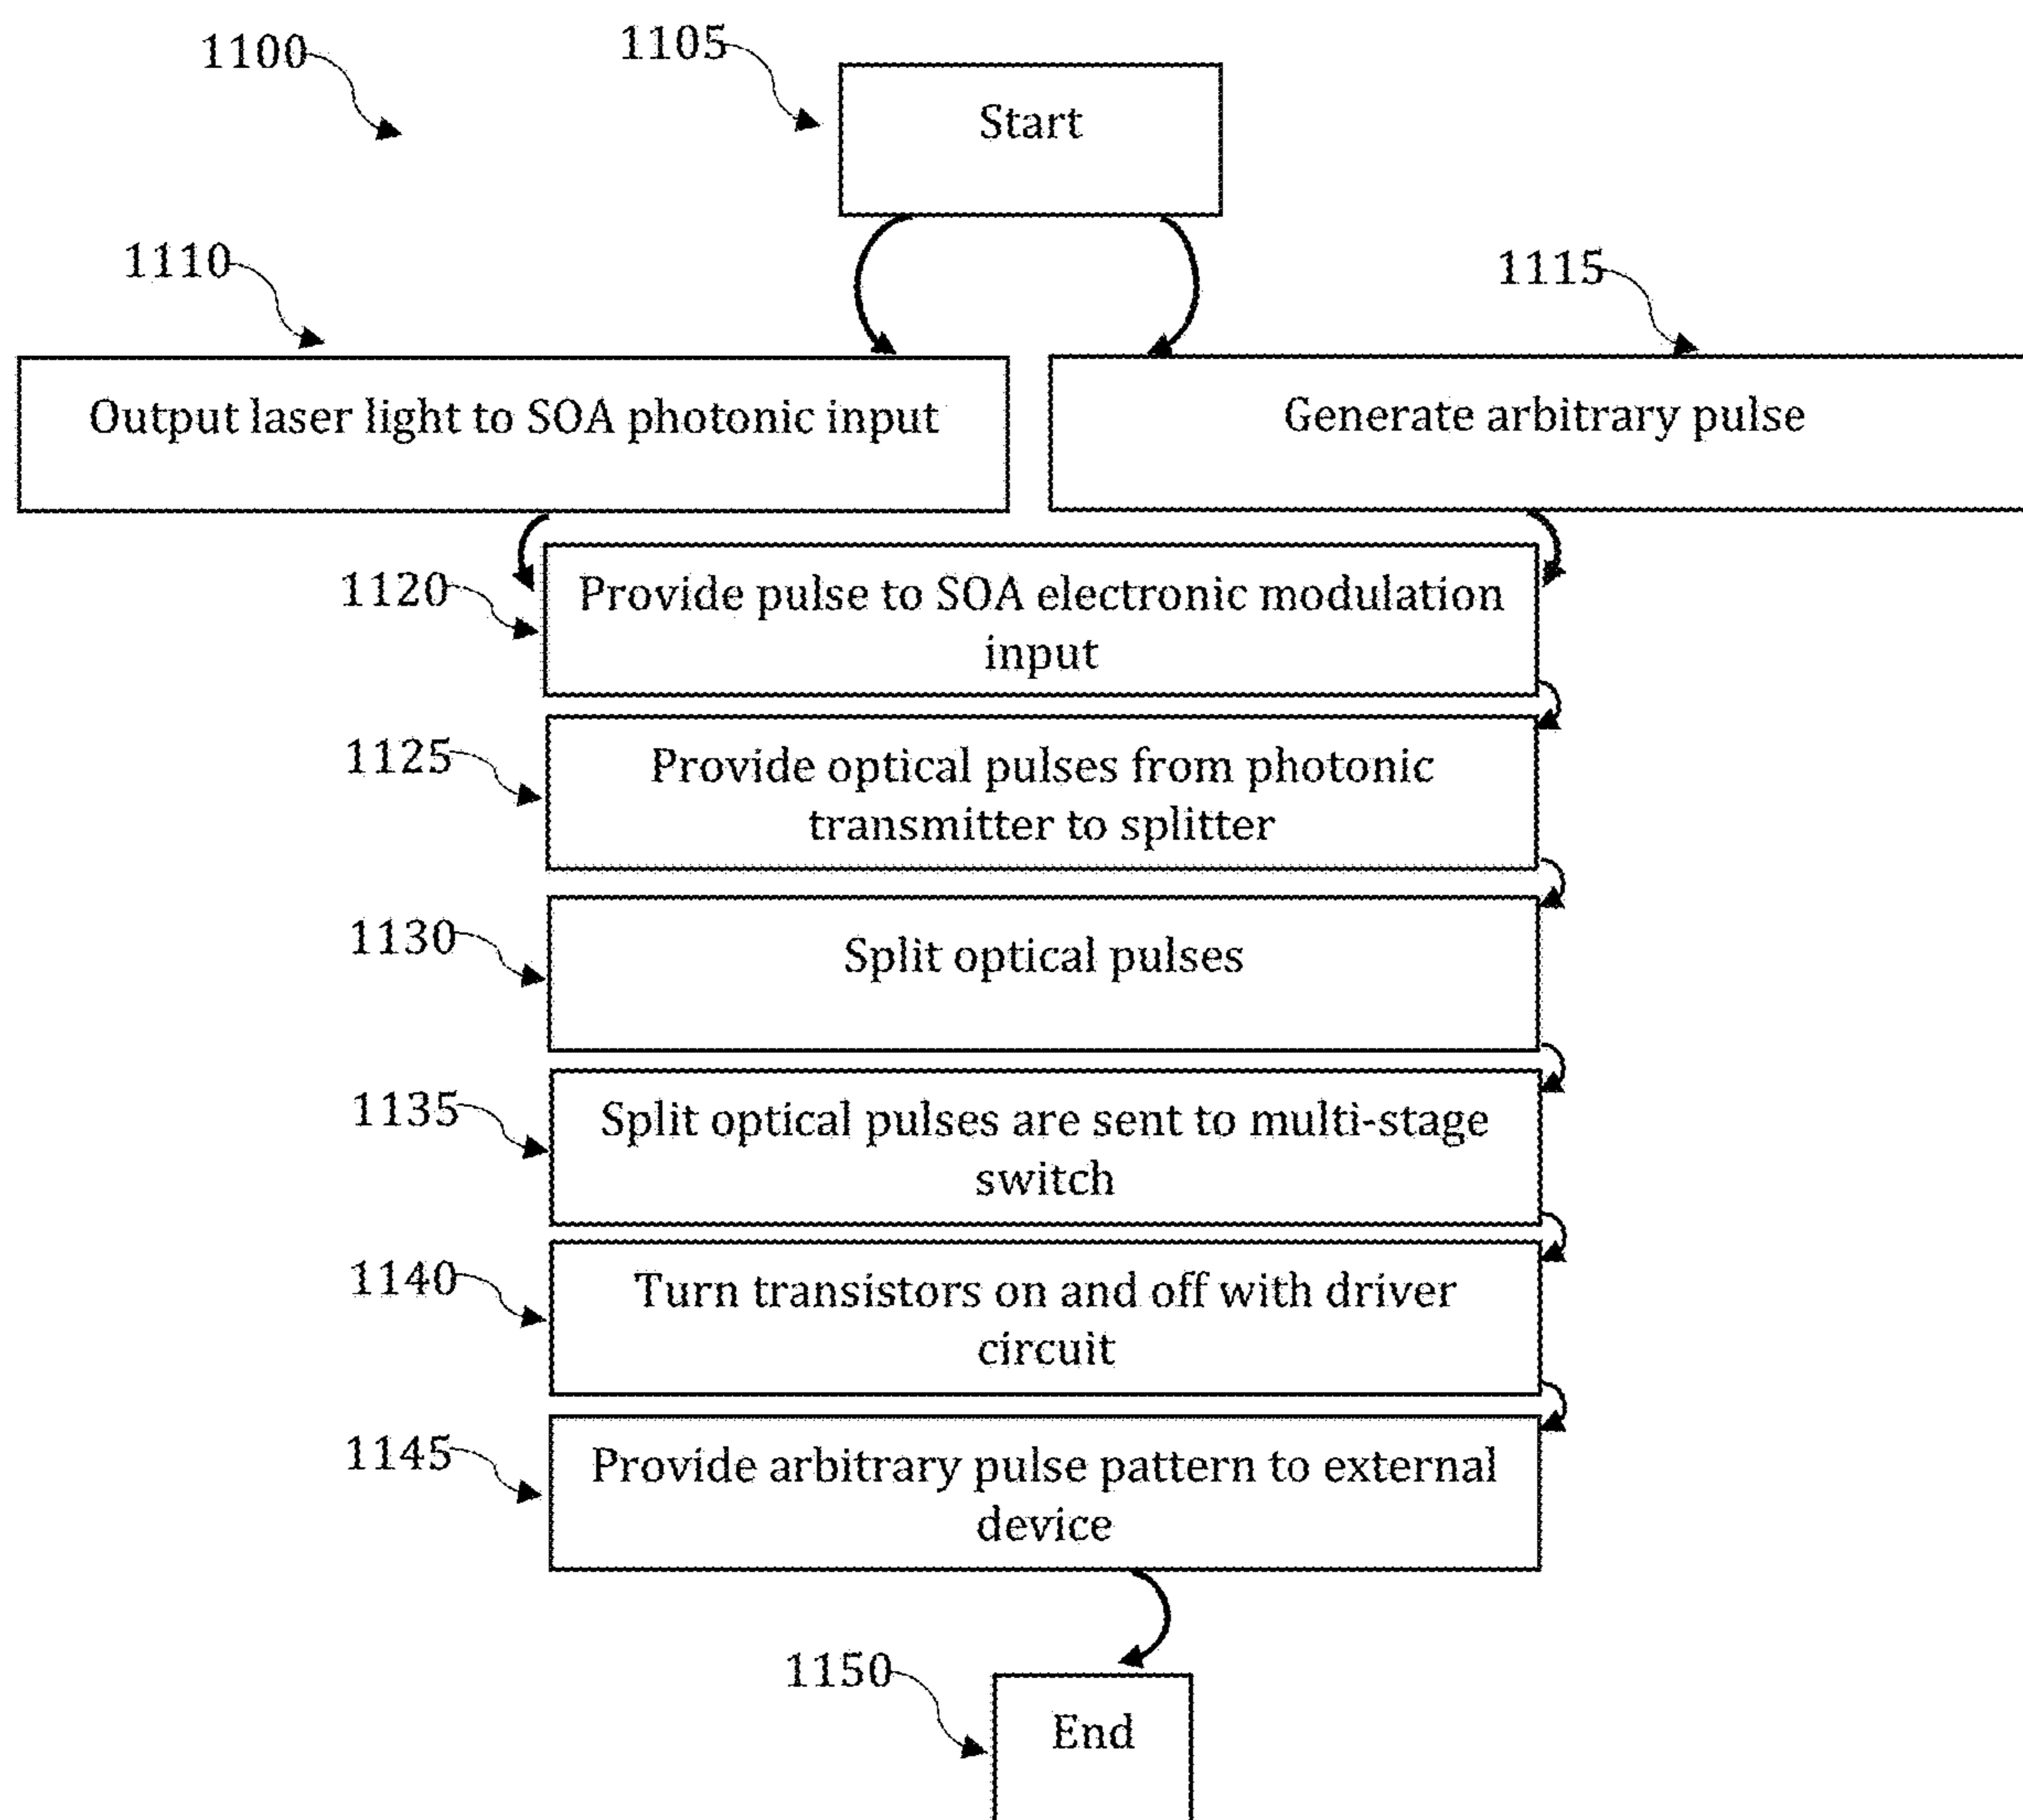 1100
1105
Start
1110
1115
Output laser light to SOA photonic input
Generate arbitrary pulse
1120
Provide pulse to SOA electronic modulation
input
1125
Provide optical pulses from photonic
transmitter to splitter
1130
Split optical pulses
1135
Split optical pulses are sent to multi-stage
switch
1140
Turn transistors on and off with driver
circuit
1145
Provide arbitrary pulse pattern to external
device
1150
End